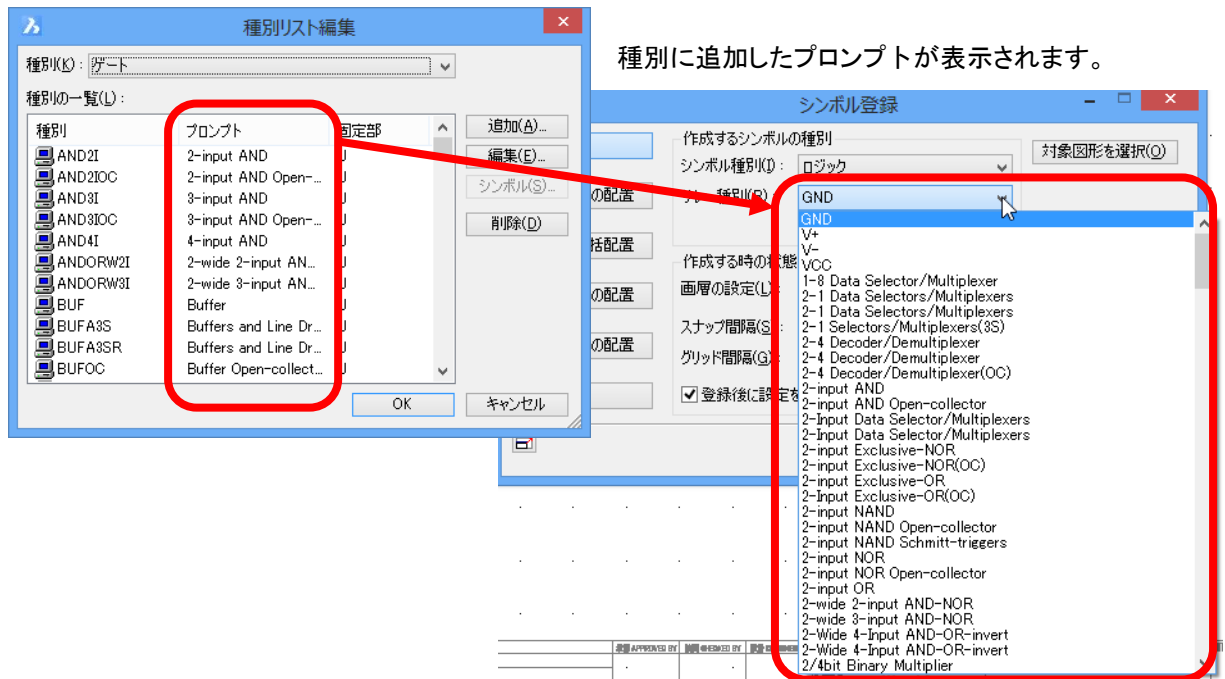 種別リスト編集
種別(K): ゲート
種別の一覧(L):
種別 プロンプト 固定部
AND2I 2-input AND J
AND2IOC 2-input AND Open-... J
AND3I 3-input AND J
AND3IOC 3-input AND Open-... J
AND4I 4-input AND J
ANDORW2I 2-wide 2-input AN... J
ANDORW3I 2-wide 3-input AN... J
BUF Buffer J
BUFA3S Buffers and Line Dr... J
BUFA3SR Buffers and Line Dr... J
BUFOC Buffer Open-collect... J
追加(A)...
編集(E)...
シンボル(S)...
削除(D)
OK キャンセル
種別に追加したプロンプトが表示されます。
シンボル登録
の配置
括配置
の配置
の配置
作成するシンボルの種別
シンボル種別(I): ロジック
対象図形を選択(O)
種別(R) GND
作成する時の状態
画層の設定(L):
スナップ間隔(S):
グリッド間隔(G):
登録後に設定を
GND
V+
V-
VCC
1-8 Data Selector/Multiplexer
2-1 Data Selectors/Multiplexers
2-1 Data Selectors/Multiplexers
2-1 Selectors/Multiplexers(3S)
2-4 Decoder/Demultiplexer
2-4 Decoder/Demultiplexer
2-4 Decoder/Demultiplexer(OC)
2-input AND
2-input AND Open-collector
2-Input Data Selector/Multiplexers
2-Input Data Selector/Multiplexers
2-input Exclusive-NOR
2-input Exclusive-NOR(OC)
2-input Exclusive-OR
2-Input Exclusive-OR(OC)
2-input NAND
2-input NAND Open-collector
2-input NAND Schmitt-triggers
2-input NOR
2-input NOR Open-collector
2-input OR
2-wide 2-input AND-NOR
2-wide 3-input AND-NOR
2-Wide 4-Input AND-OR-invert
2-Wide 4-Input AND-OR-invert
2/4bit Binary Multiplier
承認 APPROVED BY